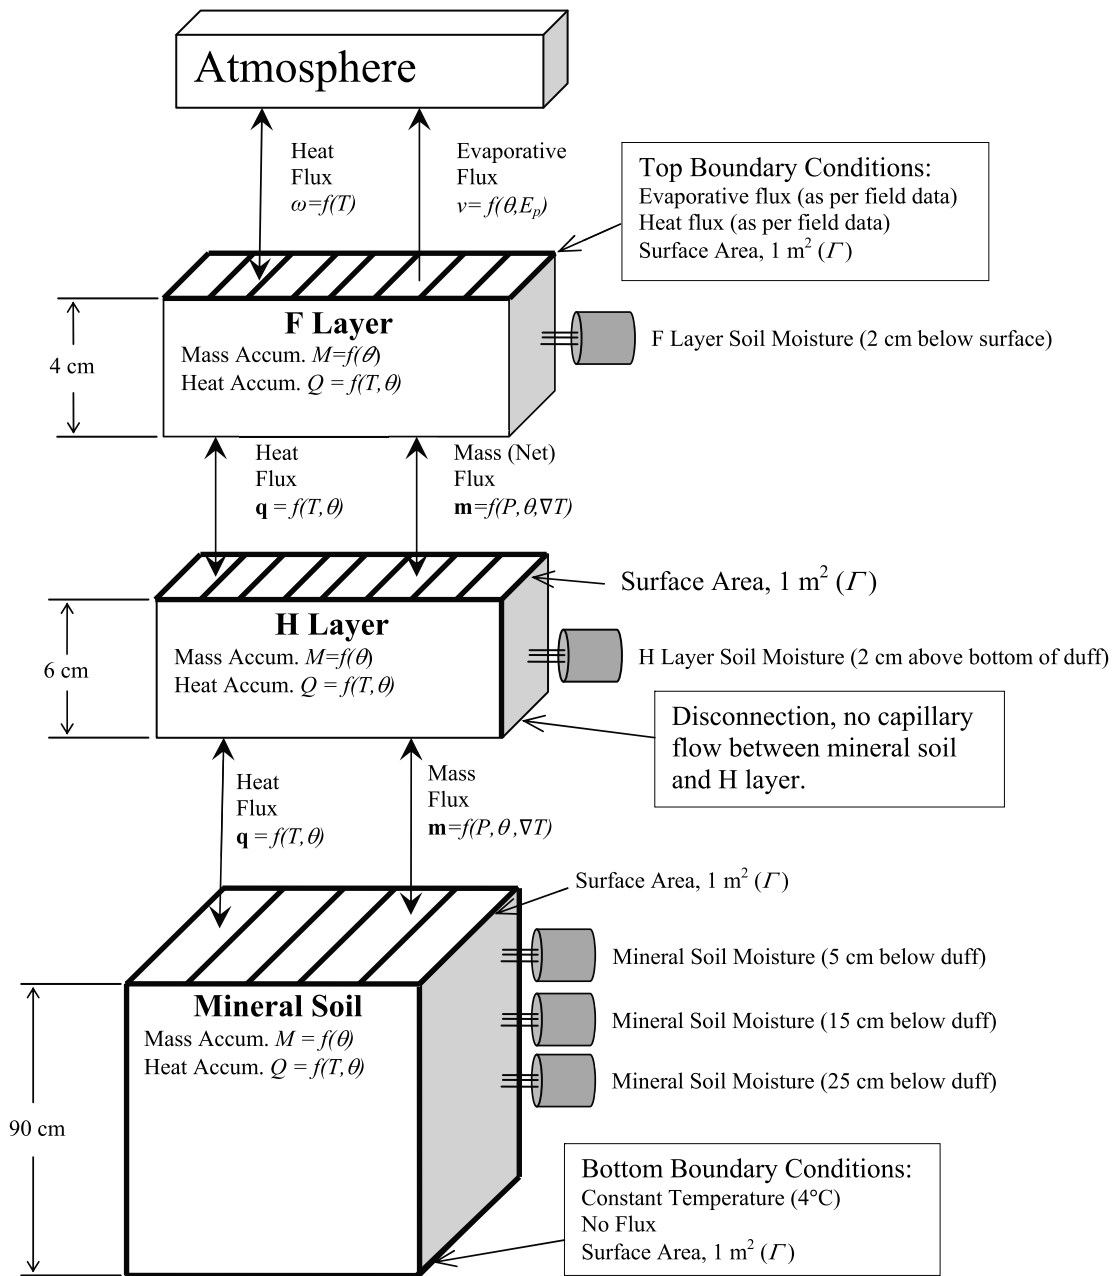 Atmosphere
Heat
Flux
ω=f(T)
Evaporative
Flux
v= f(θ,Eₚ)
Top Boundary Conditions:
Evaporative flux (as per field data)
Heat flux (as per field data)
Surface Area, 1 m² (Γ)
F Layer
Mass Accum. M=f(θ)
Heat Accum. Q = f(T,θ)
4 cm
F Layer Soil Moisture (2 cm below surface)
Heat
Flux
q = f(T,θ)
Mass (Net)
Flux
m=f(P,θ,∇T)
Surface Area, 1 m² (Γ)
H Layer
Mass Accum. M=f(θ)
Heat Accum. Q = f(T,θ)
6 cm
H Layer Soil Moisture (2 cm above bottom of duff)
Disconnection, no capillary
flow between mineral soil
and H layer.
Heat
Flux
q = f(T,θ)
Mass
Flux
m=f(P,θ ,∇T)
Surface Area, 1 m² (Γ)
Mineral Soil Moisture (5 cm below duff)
Mineral Soil Moisture (15 cm below duff)
Mineral Soil Moisture (25 cm below duff)
Mineral Soil
Mass Accum. M = f(θ)
Heat Accum. Q = f(T,θ)
90 cm
Bottom Boundary Conditions:
Constant Temperature (4°C)
No Flux
Surface Area, 1 m² (Γ)